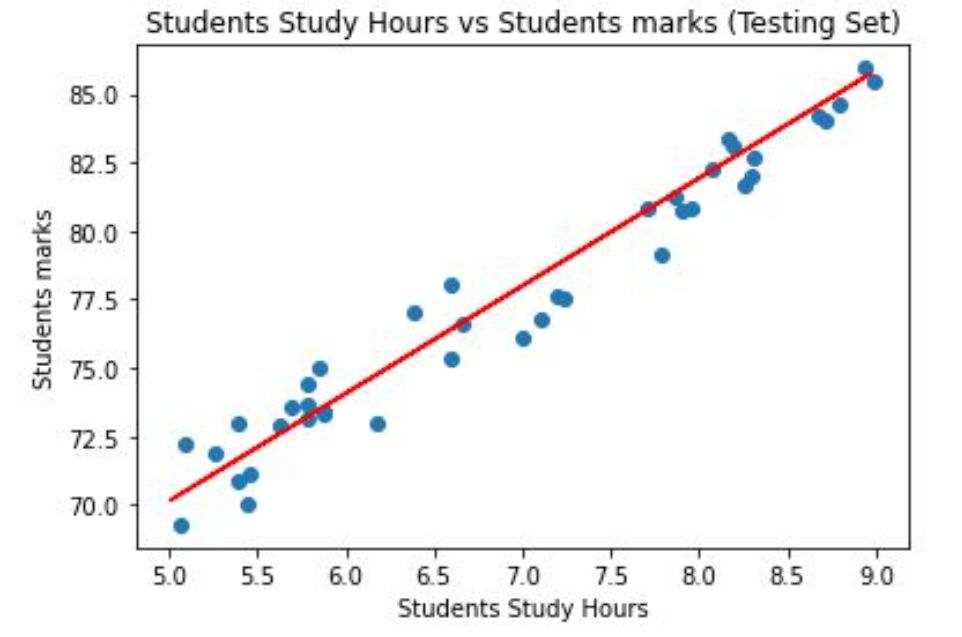 Students Study Hours vs Students marks (Testing Set)
85.0
82.5
80.0
77.5
75.0
72.5
70.0
Students marks
5.0 5.5 6.0 6.5 7.0 7.5 8.0 8.5 9.0
Students Study Hours